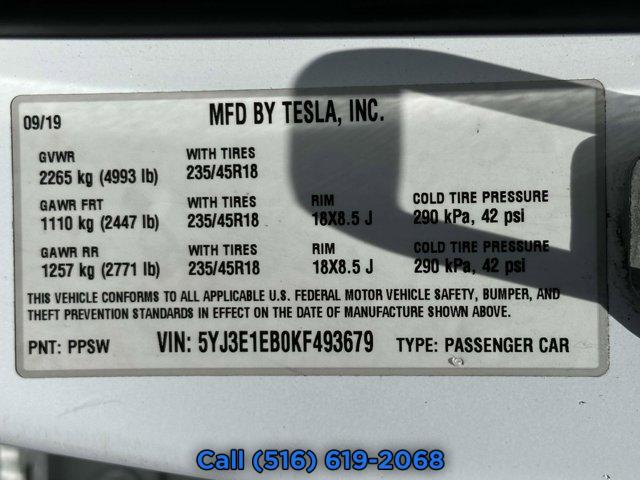 09/19 MFD BY TESLA, INC.
GVWR WITH TIRES
2265 kg (4993 lb) 235/45R18
GAWR FRT WITH TIRES RIM COLD TIRE PRESSURE
1110 kg (2447 lb) 235/45R18 18X8.5 J 290 kPa, 42 psi
GAWR RR WITH TIRES RIM COLD TIRE PRESSURE
1257 kg (2771 lb) 235/45R18 18X8.5 J 290 kPa, 42 psi
THIS VEHICLE CONFORMS TO ALL APPLICABLE U.S. FEDERAL MOTOR VEHICLE SAFETY, BUMPER, AND
THEFT PREVENTION STANDARDS IN EFFECT ON THE DATE OF MANUFACTURE SHOWN ABOVE.
PNT: PPSW VIN: 5YJ3E1EB0KF493679 TYPE: PASSENGER CAR
Call (516) 619-2068